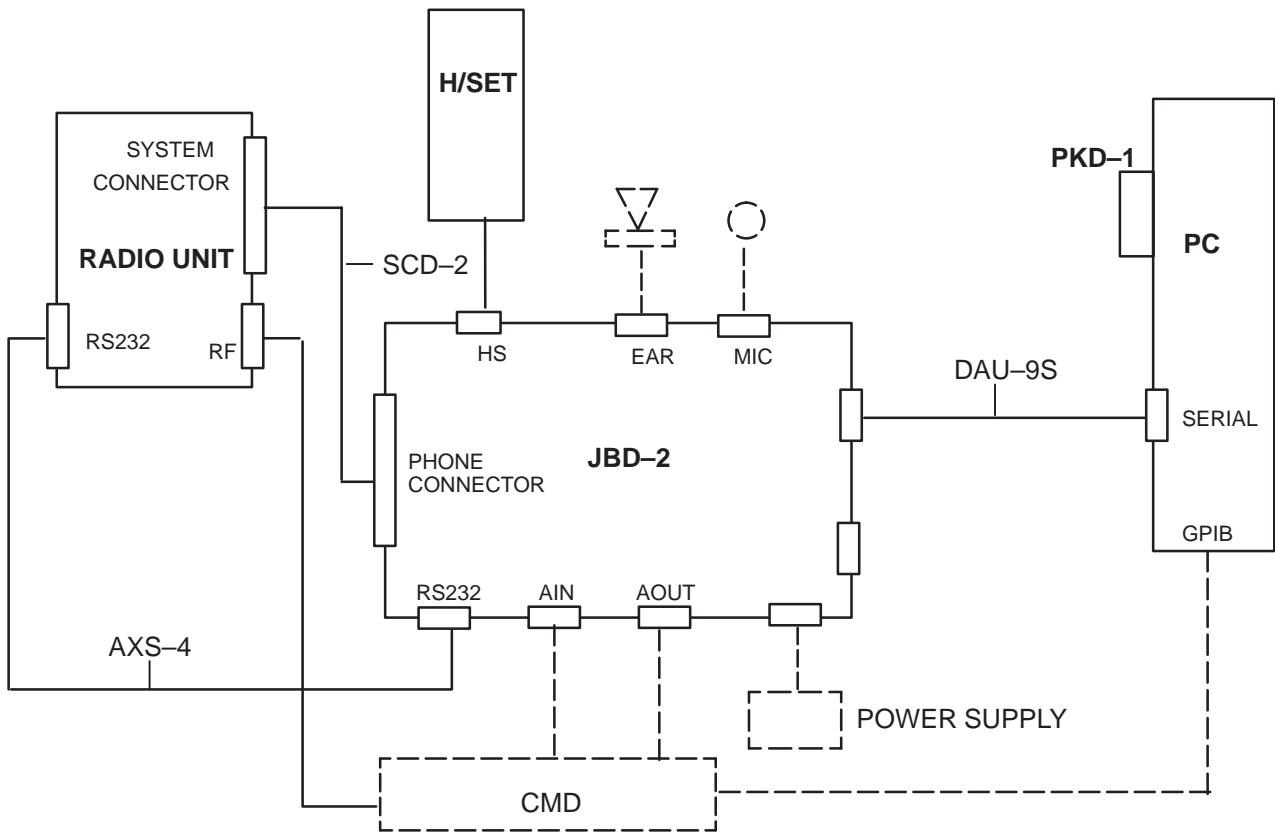 H/SET
SYSTEM
CONNECTOR
RADIO UNIT
RS232
RF
SCD–2
PKD–1
PC
HS
EAR
MIC
DAU–9S
SERIAL
PHONE
CONNECTOR
JBD–2
GPIB
RS232
AIN
AOUT
AXS–4
POWER SUPPLY
CMD